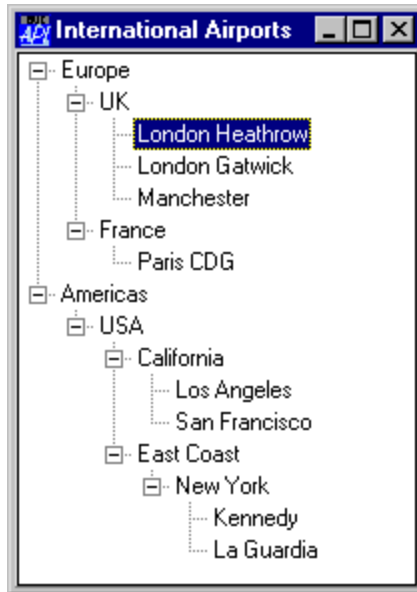 APL International Airports
Europe
UK
London Heathrow
London Gatwick
Manchester
France
Paris CDG
Americas
USA
California
Los Angeles
San Francisco
East Coast
New York
Kennedy
La Guardia